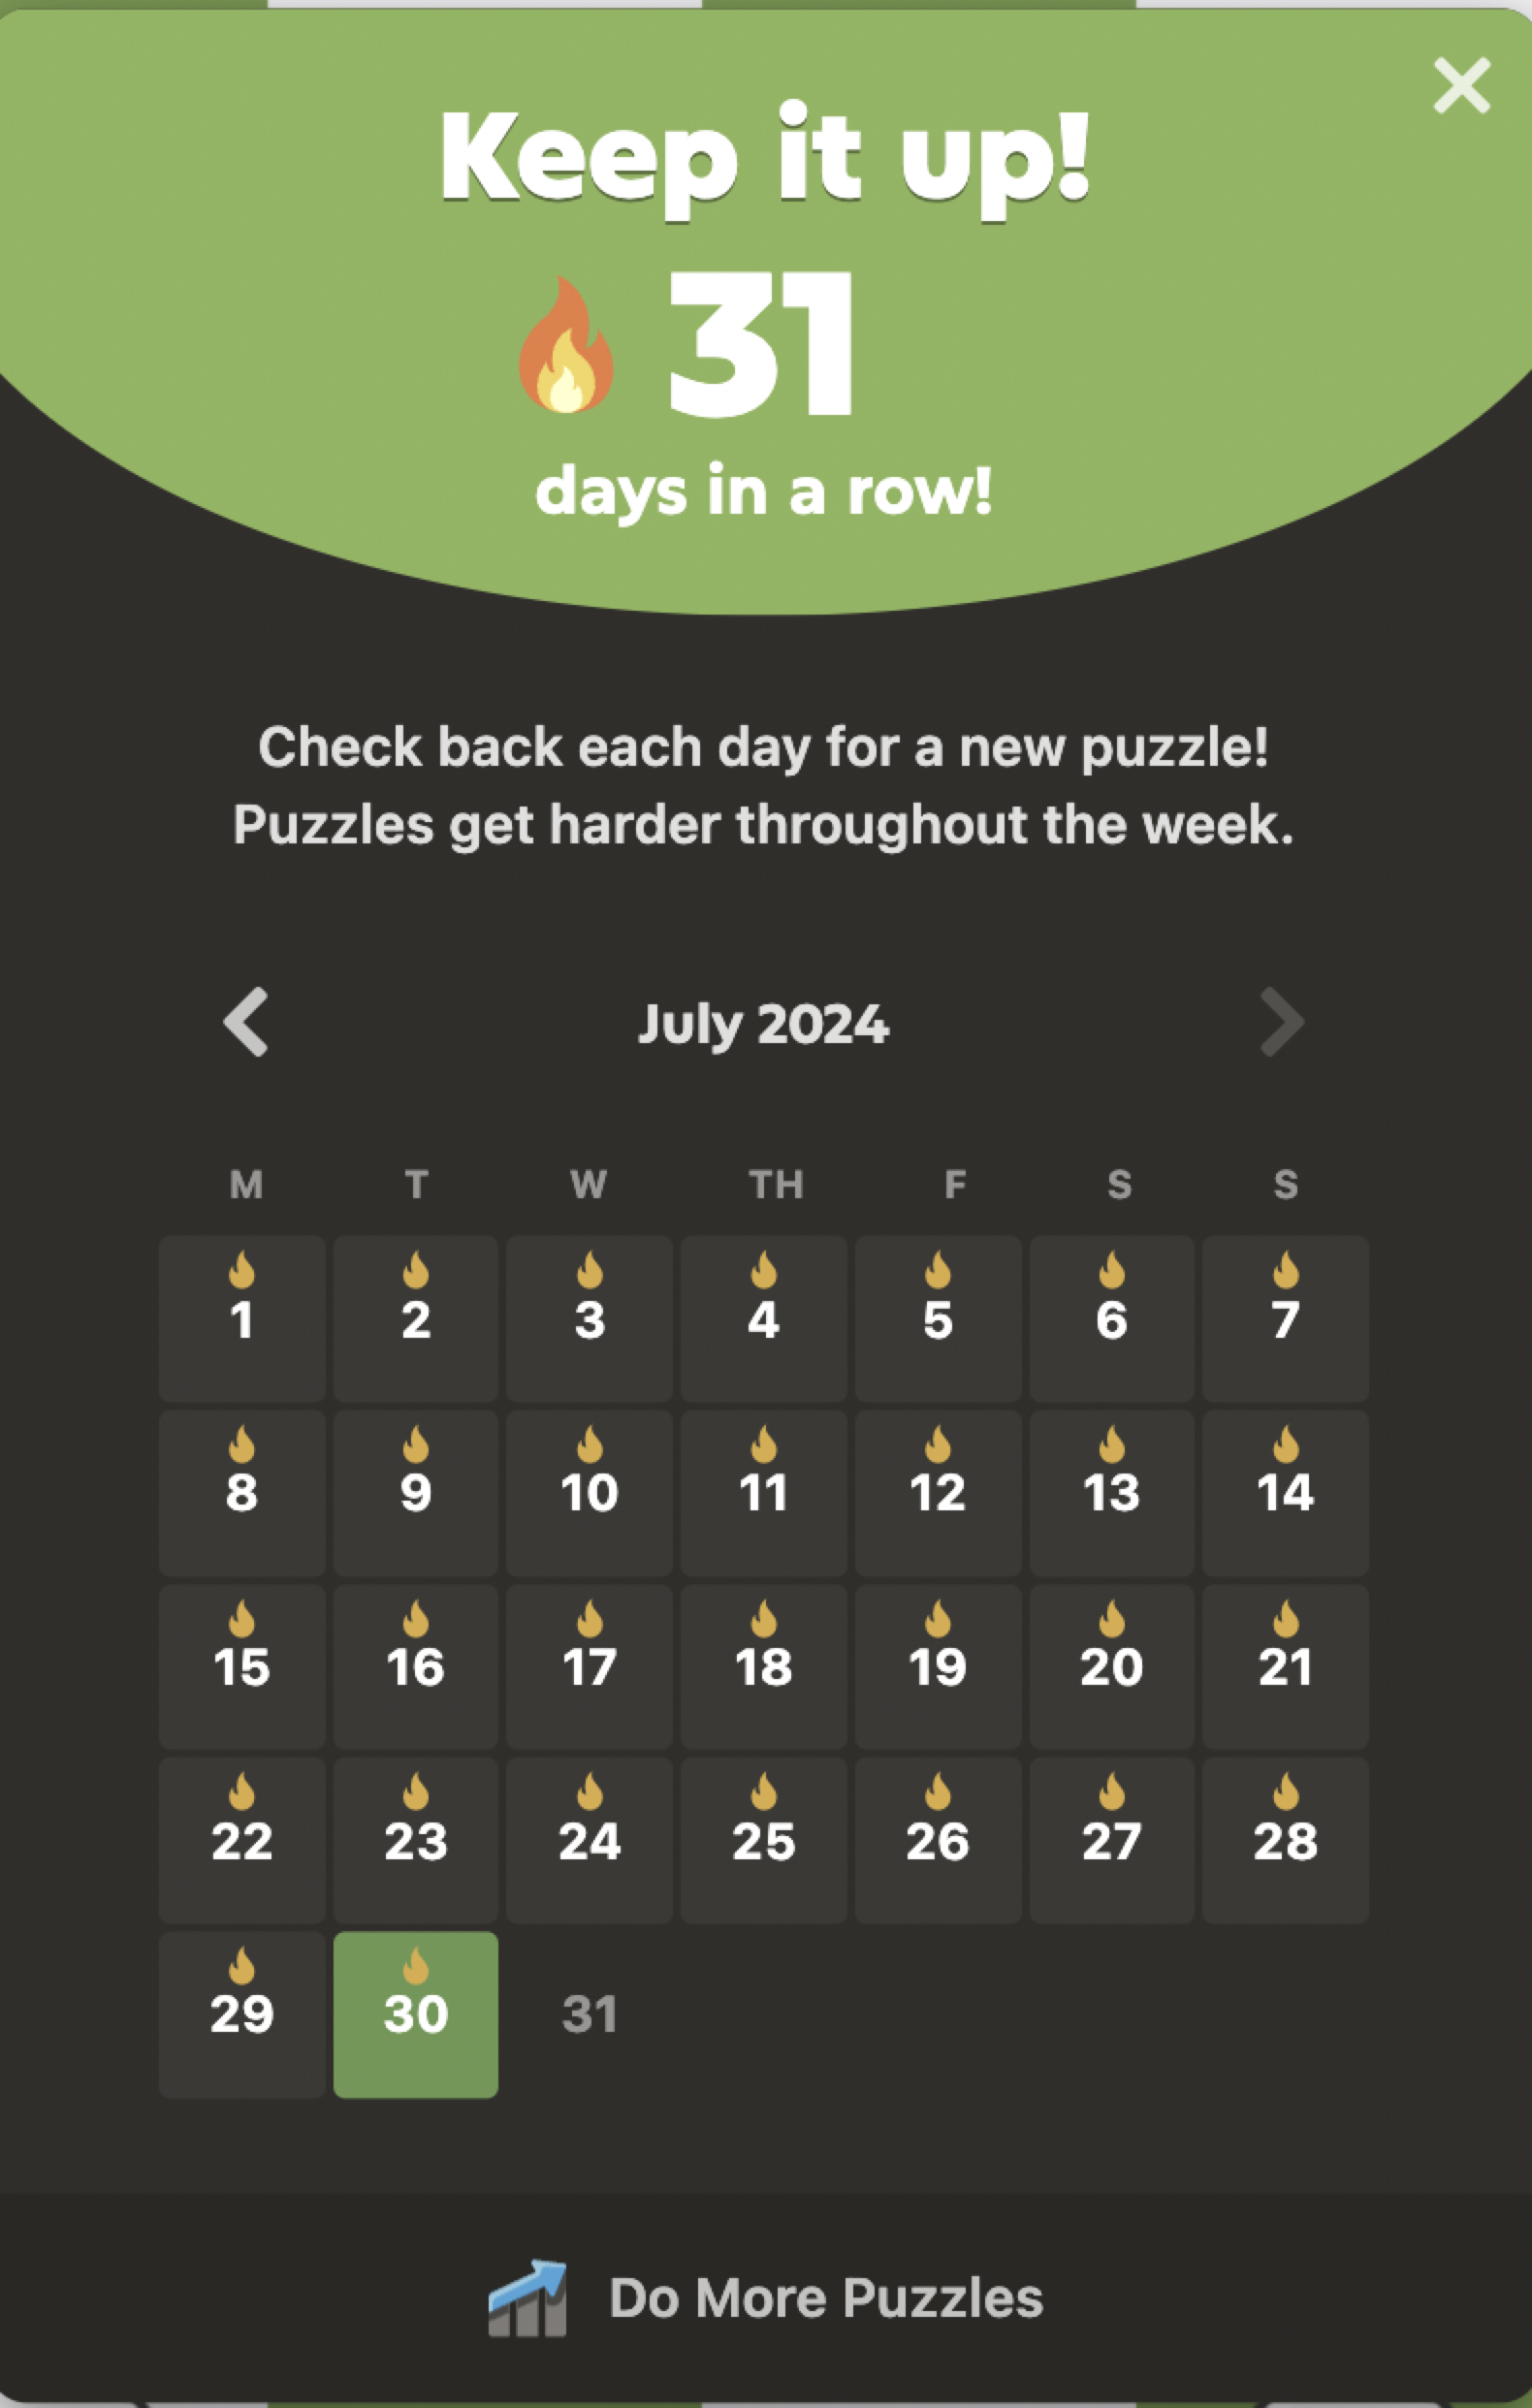 Keep it up!
31
days in a row!
Check back each day for a new puzzle!
Puzzles get harder throughout the week.
July 2024
M T W TH F S S
1 2 3 4 5 6 7
8 9 10 11 12 13 14
15 16 17 18 19 20 21
22 23 24 25 26 27 28
29 30 31
Do More Puzzles